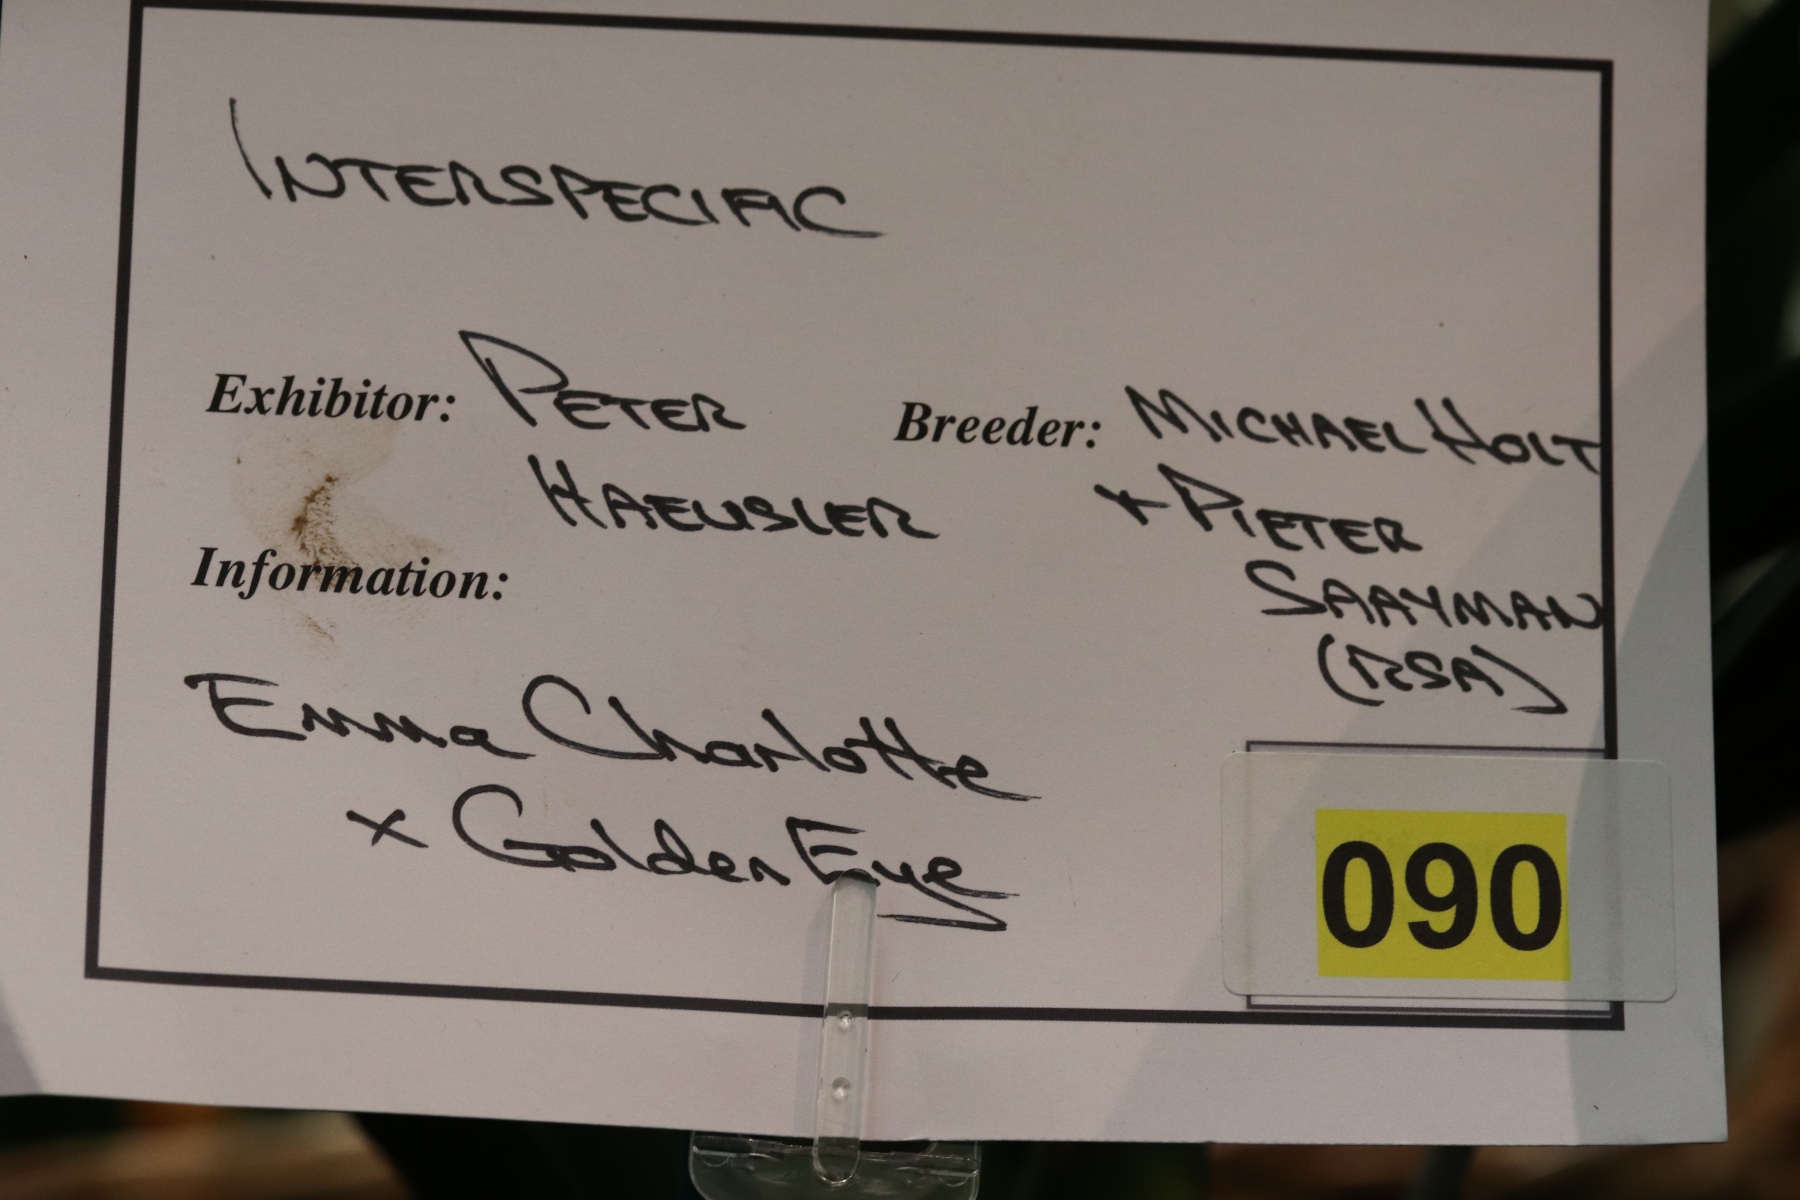 INTERSPECIFIC
Exhibitor: PETER
HAEUSLER
Breeder: MICHAEL HOLT
+ PIETER
SAAYMAN
(RSA)
Information:
Emma Charlotte
x Golden Eye
090